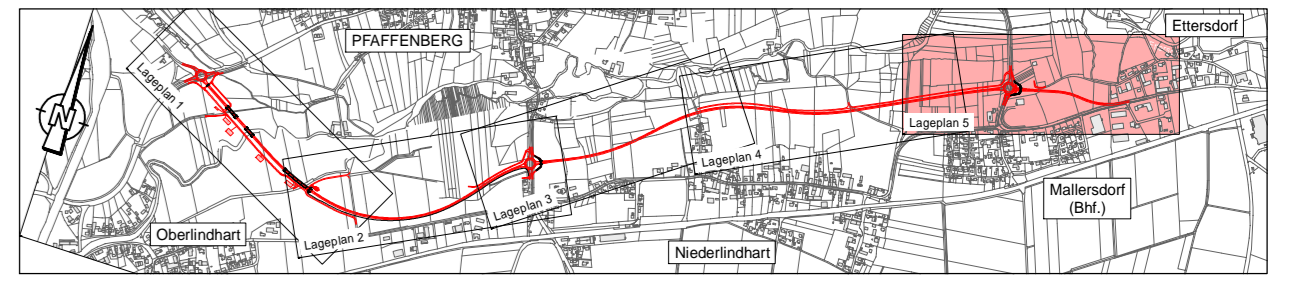 Ettersdorf
PFAFFENBERG
Lageplan 1
N
Lageplan 5
Lageplan 4
Mallersdorf
(Bhf.)
Lageplan 3
Oberlindhart
Lageplan 2
Niederlindhart